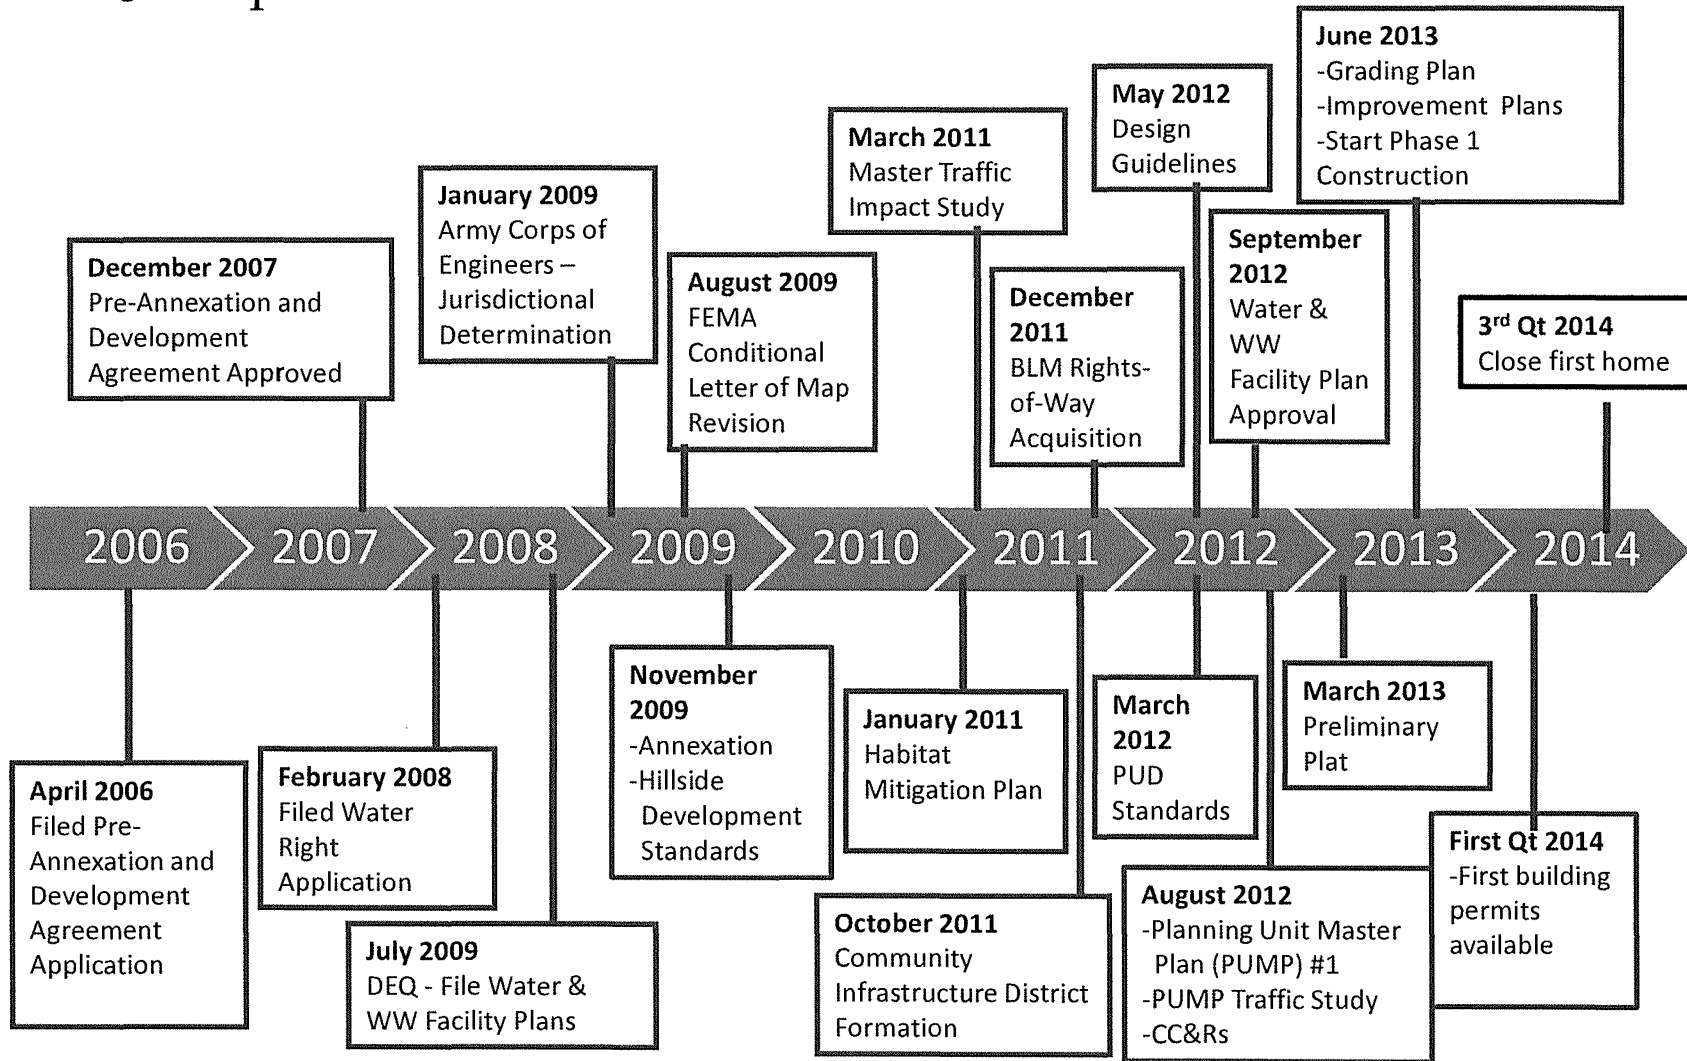 December 2007
Pre-Annexation and
Development
Agreement Approved
January 2009
Army Corps of
Engineers –
Jurisdictional
Determination
August 2009
FEMA
Conditional
Letter of Map
Revision
March 2011
Master Traffic
Impact Study
December
2011
BLM Rights-
of-Way
Acquisition
May 2012
Design
Guidelines
September
2012
Water &
WW
Facility Plan
Approval
June 2013
-Grading Plan
-Improvement Plans
-Start Phase 1
Construction
3rd Qt 2014
Close first home
2006 2007 2008 2009 2010 2011 2012 2013 2014
April 2006
Filed Pre-
Annexation and
Development
Agreement
Application
February 2008
Filed Water
Right
Application
July 2009
DEQ - File Water &
WW Facility Plans
November
2009
-Annexation
-Hillside
Development
Standards
January 2011
Habitat
Mitigation Plan
October 2011
Community
Infrastructure District
Formation
March
2012
PUD
Standards
August 2012
-Planning Unit Master
Plan (PUMP) #1
-PUMP Traffic Study
-CC&Rs
March 2013
Preliminary
Plat
First Qt 2014
-First building
permits
available